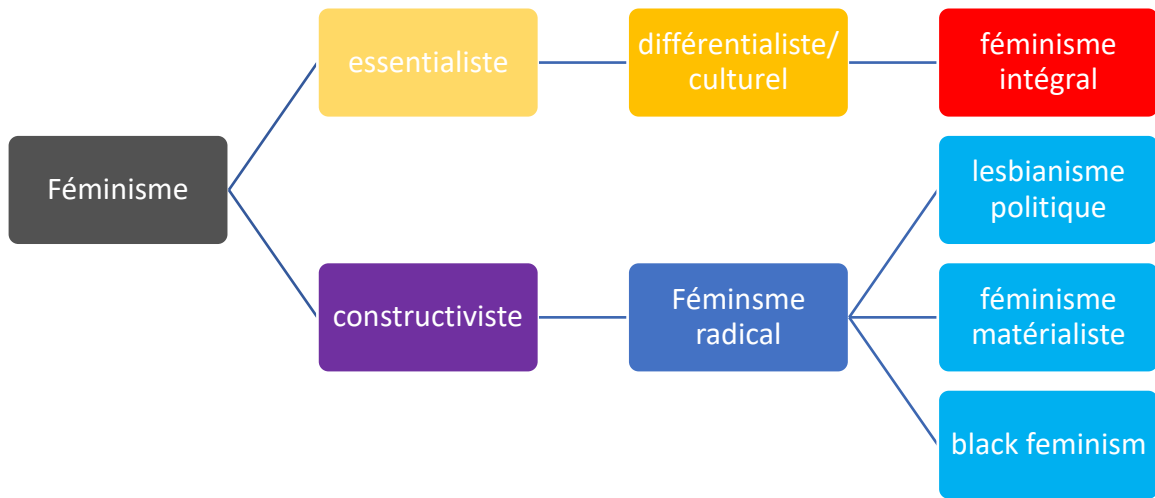 essentialiste
différentialiste/
culturel
féminisme
intégral
Féminisme
lesbianisme
politique
constructiviste
Féminsme
radical
féminisme
matérialiste
black feminism